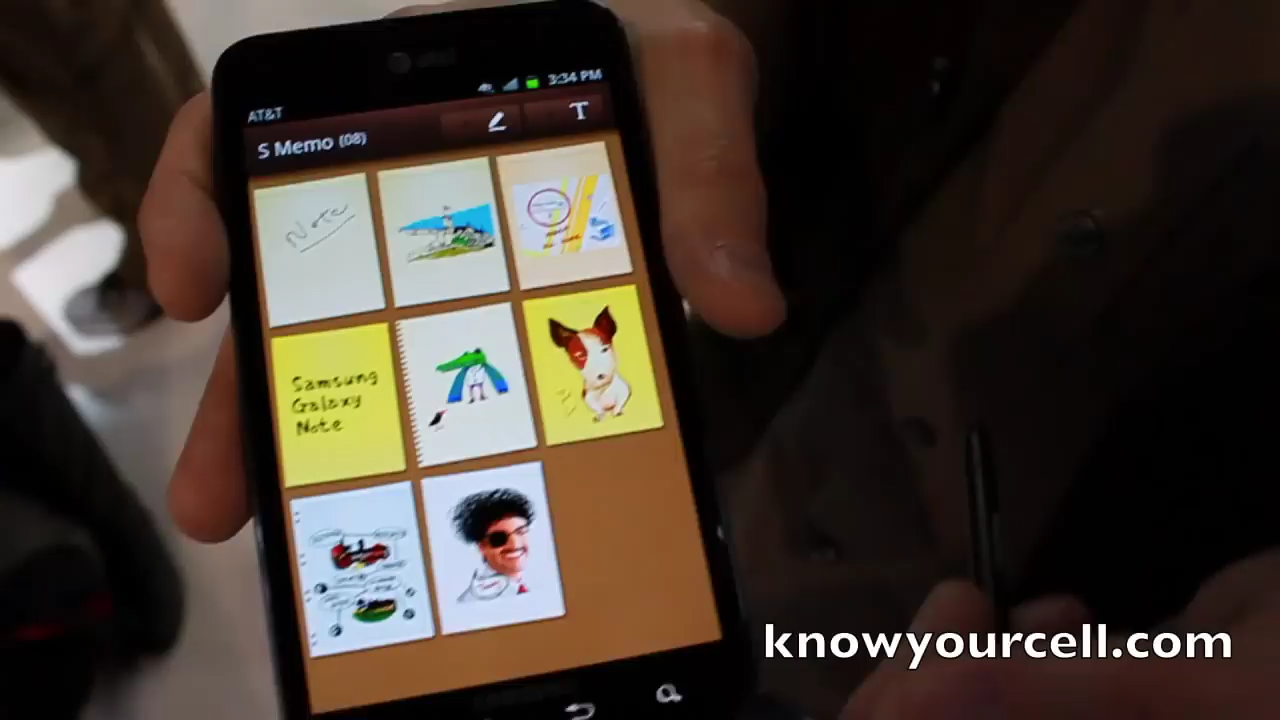 AT&T
3:34 PM
S Memo (08)
T
Note
Samsung
Galaxy
Note
knowyourcell.com